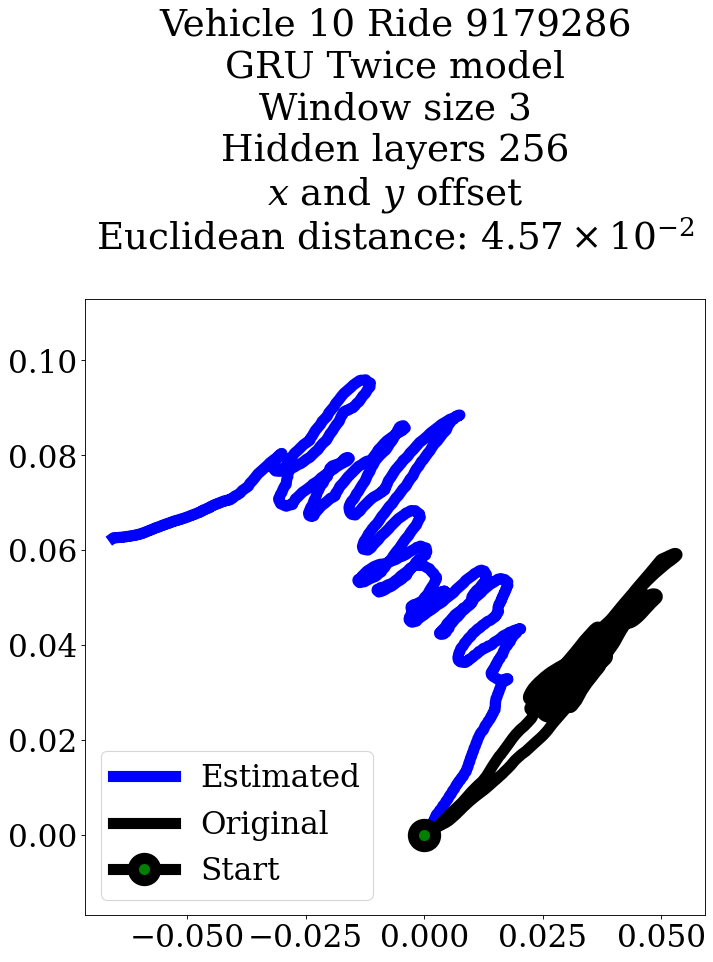 Vehicle 10 Ride 9179286
GRU Twice model
Window size 3
Hidden layers 256
x and y offset
Euclidean distance: 4.57 × 10⁻²
0.10
0.08
0.06
0.04
0.02
0.00
Estimated
Original
Start
−0.050 −0.025 0.000 0.025 0.050